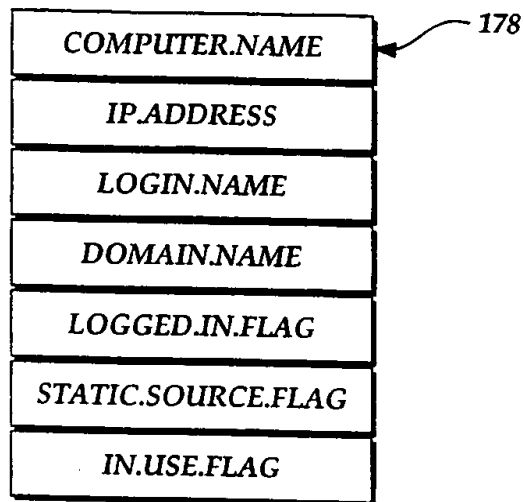 178
COMPUTER.NAME
IP.ADDRESS
LOGIN.NAME
DOMAIN.NAME
LOGGED.IN.FLAG
STATIC.SOURCE.FLAG
IN.USE.FLAG